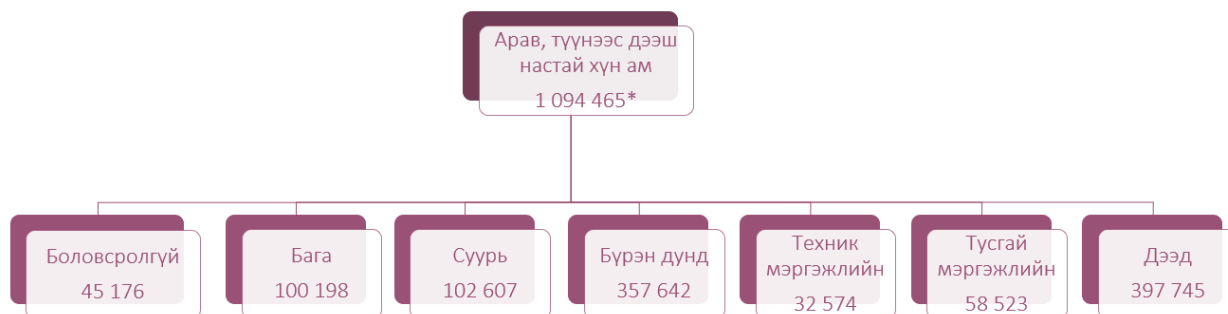 Арав, түүнээс дээш
настай хүн ам
1 094 465*
Боловсролгүй
45 176
Бага
100 198
Суурь
102 607
Бүрэн дунд
357 642
Техник
мэргэжлийн
32 574
Тусгай
мэргэжлийн
58 523
Дээд
397 745